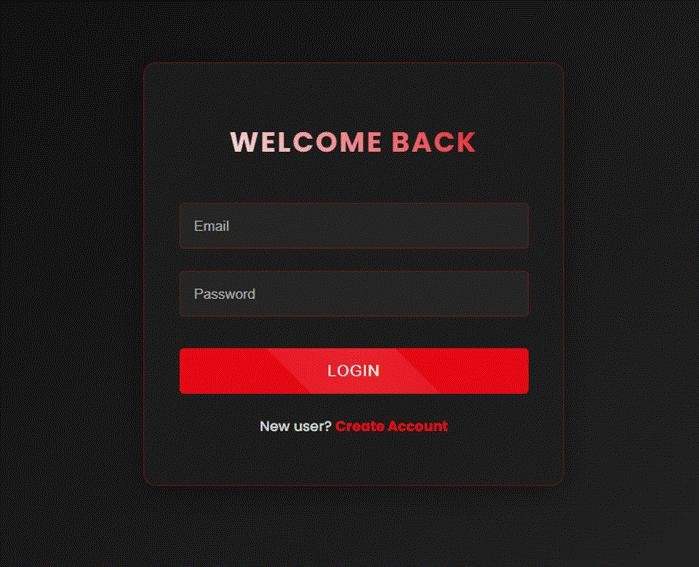 WELCOME BACK
Email
Password
LOGIN
New user? Create Account